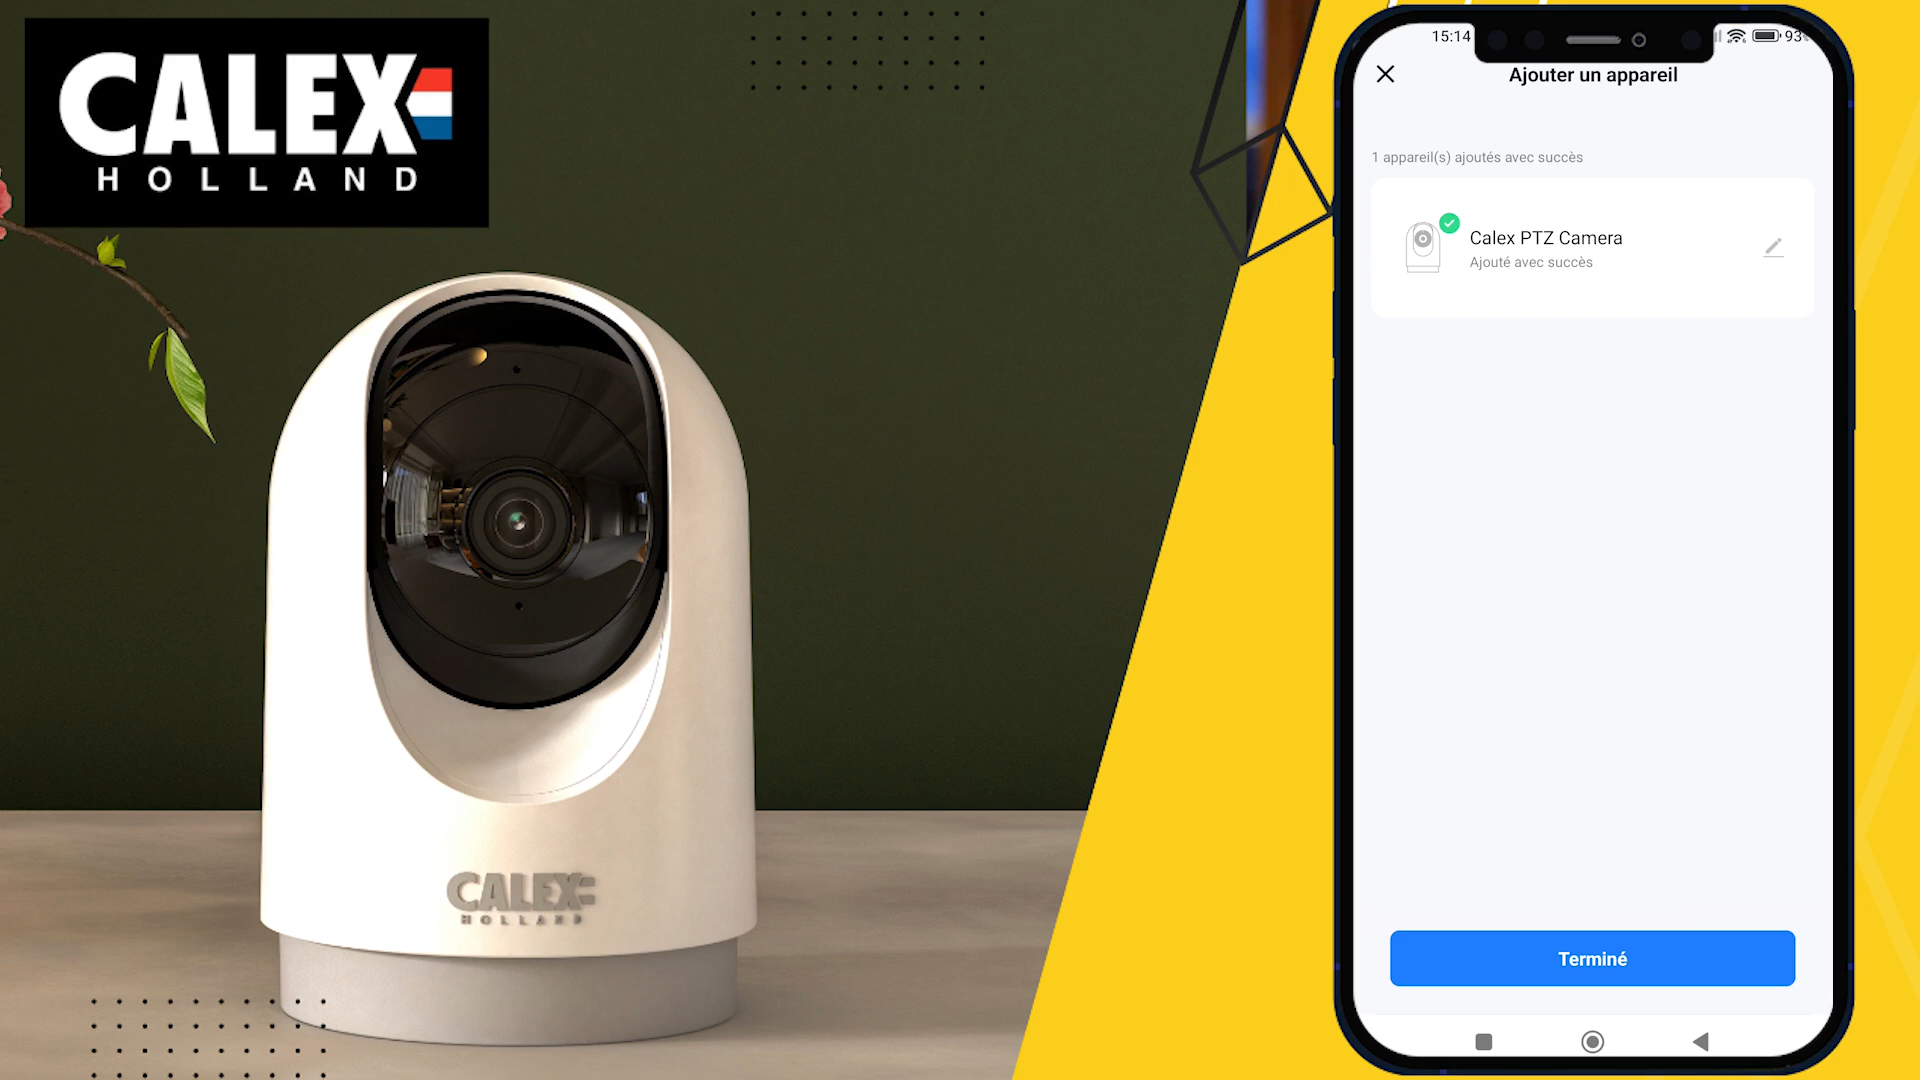 CALEX
HOLLAND
CALEX
HOLLAND
15:14
93%
Ajouter un appareil
1 appareil(s) ajoutés avec succès
Calex PTZ Camera
Ajouté avec succès
Terminé